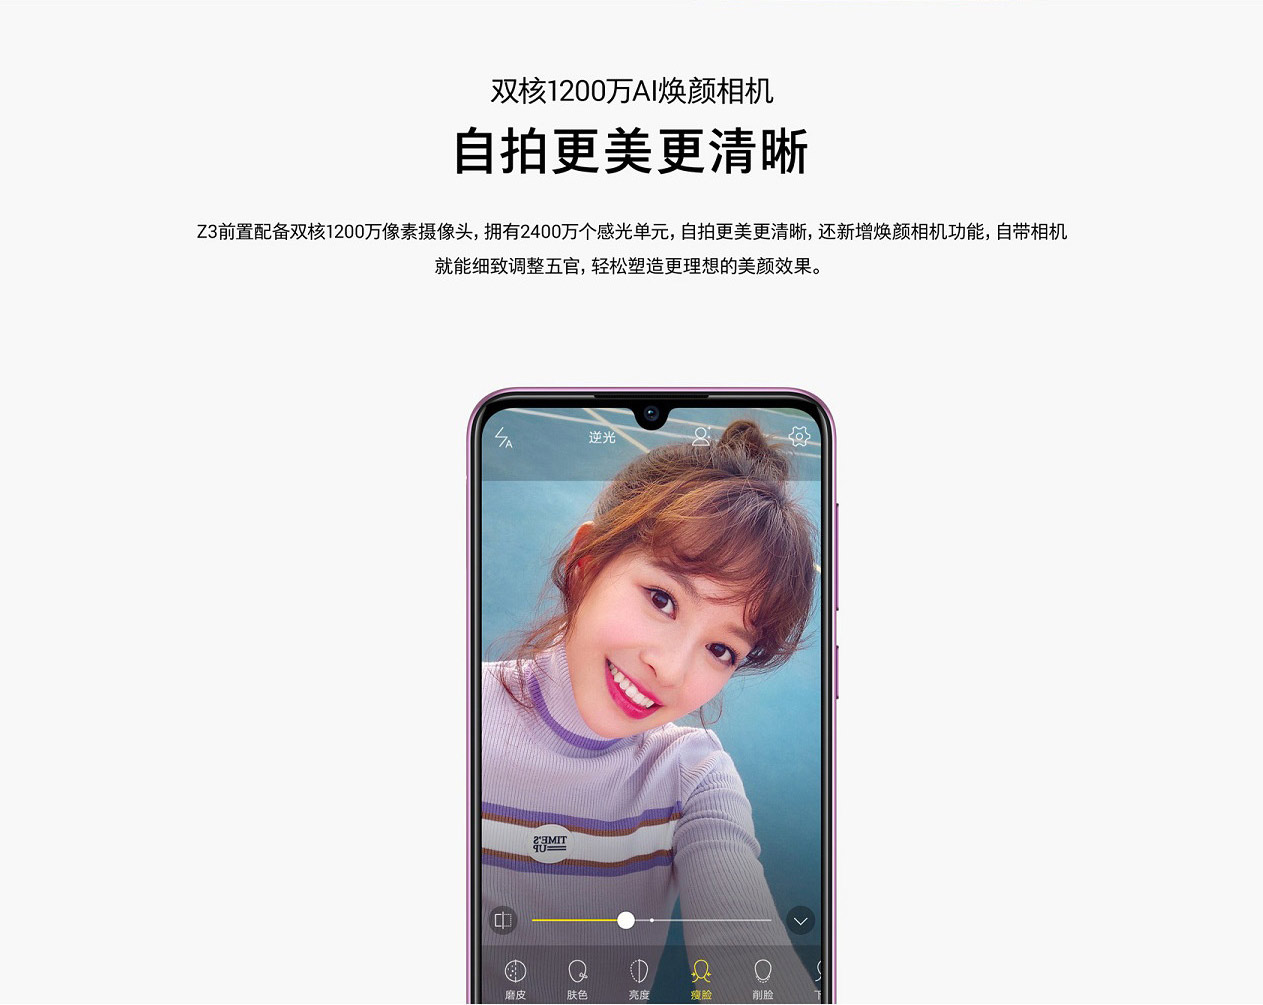 双核1200万AI焕颜相机
自拍更美更清晰
Z3前置配备双核1200万像素摄像头, 拥有2400万个感光单元, 自拍更美更清晰, 还新增焕颜相机功能, 自带相机
就能细致调整五官, 轻松塑造更理想的美颜效果。
A 逆光
TIME'S
UP
磨皮 肤色 亮度 瘦脸 削脸 下